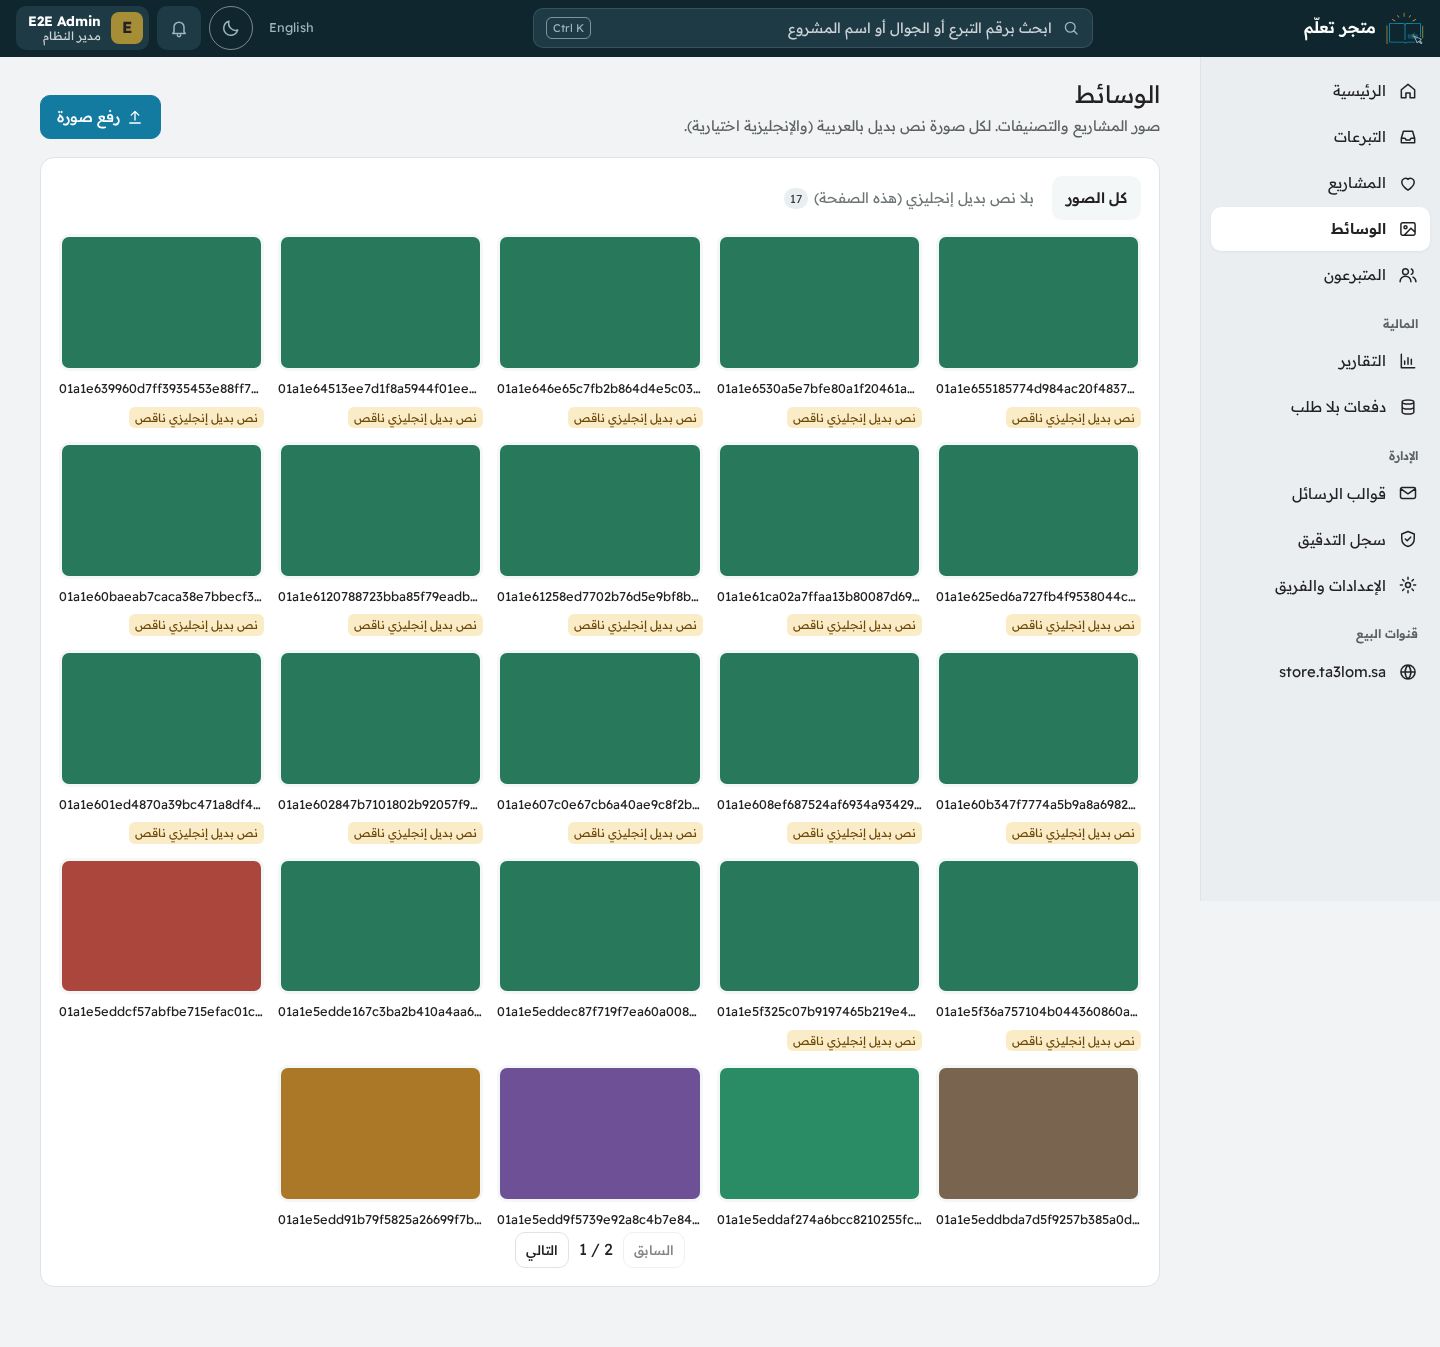 متجر تعلّم
ابحث برقم التبرع أو الجوال أو اسم المشروع
Ctrl K
English
E2E Admin
مدير النظام
E
الرئيسية
التبرعات
المشاريع
الوسائط
المتبرعون
المالية
التقارير
دفعات بلا طلب
الإدارة
قوالب الرسائل
سجل التدقيق
الإعدادات والفريق
قنوات البيع
store.ta3lom.sa
الوسائط
صور المشاريع والتصنيفات. لكل صورة نص بديل بالعربية (والإنجليزية اختيارية).
رفع صورة
كل الصور
بلا نص بديل إنجليزي (هذه الصفحة) 17
01a1e655185774d984ac20f4837...
01a1e6530a5e7bfe80a1f20461a...
01a1e646e65c7fb2b864d4e5c03...
01a1e64513ee7d1f8a5944f01ee...
01a1e639960d7ff3935453e88ff7...
نص بديل إنجليزي ناقص
نص بديل إنجليزي ناقص
نص بديل إنجليزي ناقص
نص بديل إنجليزي ناقص
نص بديل إنجليزي ناقص
01a1e625ed6a727fb4f9538044c...
01a1e61ca02a7ffaa13b80087d69...
01a1e61258ed7702b76d5e9bf8b...
01a1e6120788723bba85f79eadb...
01a1e60baeab7caca38e7bbecf3...
نص بديل إنجليزي ناقص
نص بديل إنجليزي ناقص
نص بديل إنجليزي ناقص
نص بديل إنجليزي ناقص
نص بديل إنجليزي ناقص
01a1e60b347f7774a5b9a8a6982...
01a1e608ef687524af6934a93429...
01a1e607c0e67cb6a40ae9c8f2b...
01a1e602847b7101802b92057f9...
01a1e601ed4870a39bc471a8df4...
نص بديل إنجليزي ناقص
نص بديل إنجليزي ناقص
نص بديل إنجليزي ناقص
نص بديل إنجليزي ناقص
نص بديل إنجليزي ناقص
01a1e5f36a757104b044360860a...
01a1e5f325c07b9197465b219e4...
01a1e5eddec87f719f7ea60a008...
01a1e5edde167c3ba2b410a4aa6...
01a1e5eddcf57abfbe715efac01c...
نص بديل إنجليزي ناقص
نص بديل إنجليزي ناقص
01a1e5eddbda7d5f9257b385a0d...
01a1e5eddaf274a6bcc8210255fc...
01a1e5edd9f5739e92a8c4b7e84...
01a1e5edd91b79f5825a26699f7b...
السابق
1 / 2
التالي